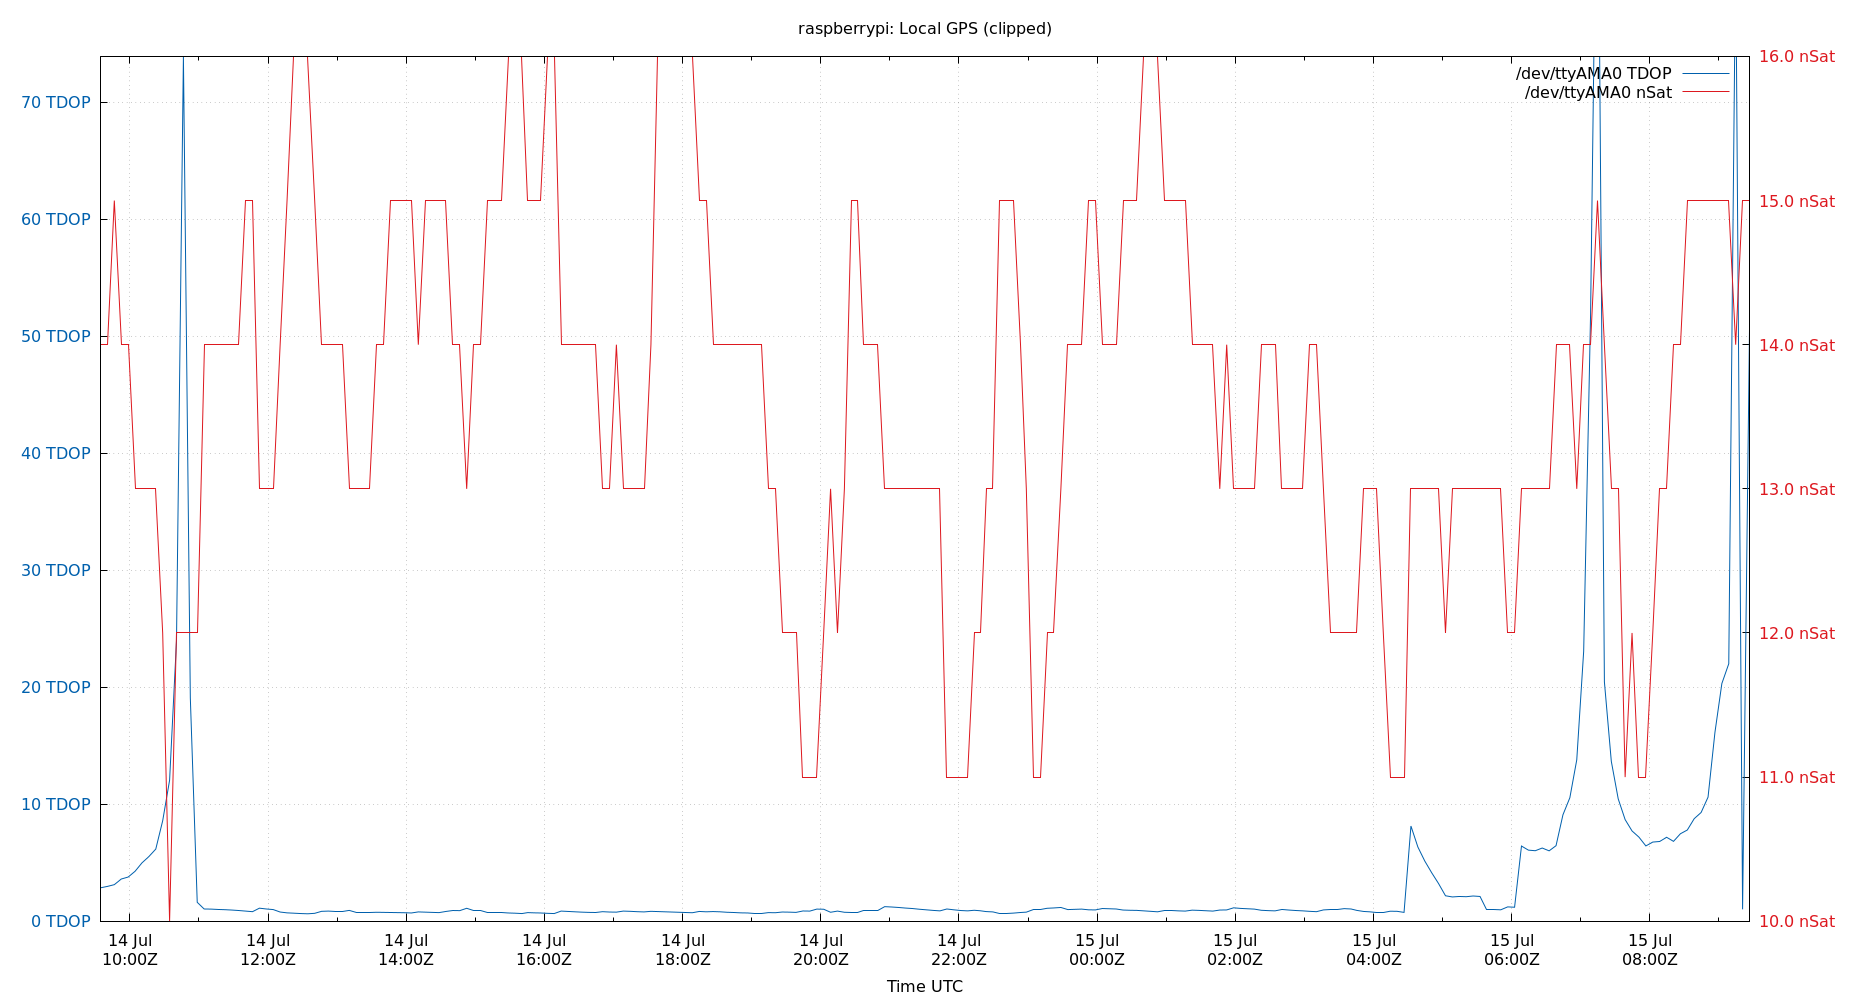 raspberrypi: Local GPS (clipped)
/dev/ttyAMA0 TDOP
/dev/ttyAMA0 nSat
70 TDOP
60 TDOP
50 TDOP
40 TDOP
30 TDOP
20 TDOP
10 TDOP
0 TDOP
16.0 nSat
15.0 nSat
14.0 nSat
13.0 nSat
12.0 nSat
11.0 nSat
10.0 nSat
14 Jul
10:00Z
14 Jul
12:00Z
14 Jul
14:00Z
14 Jul
16:00Z
14 Jul
18:00Z
14 Jul
20:00Z
14 Jul
22:00Z
15 Jul
00:00Z
15 Jul
02:00Z
15 Jul
04:00Z
15 Jul
06:00Z
15 Jul
08:00Z
Time UTC